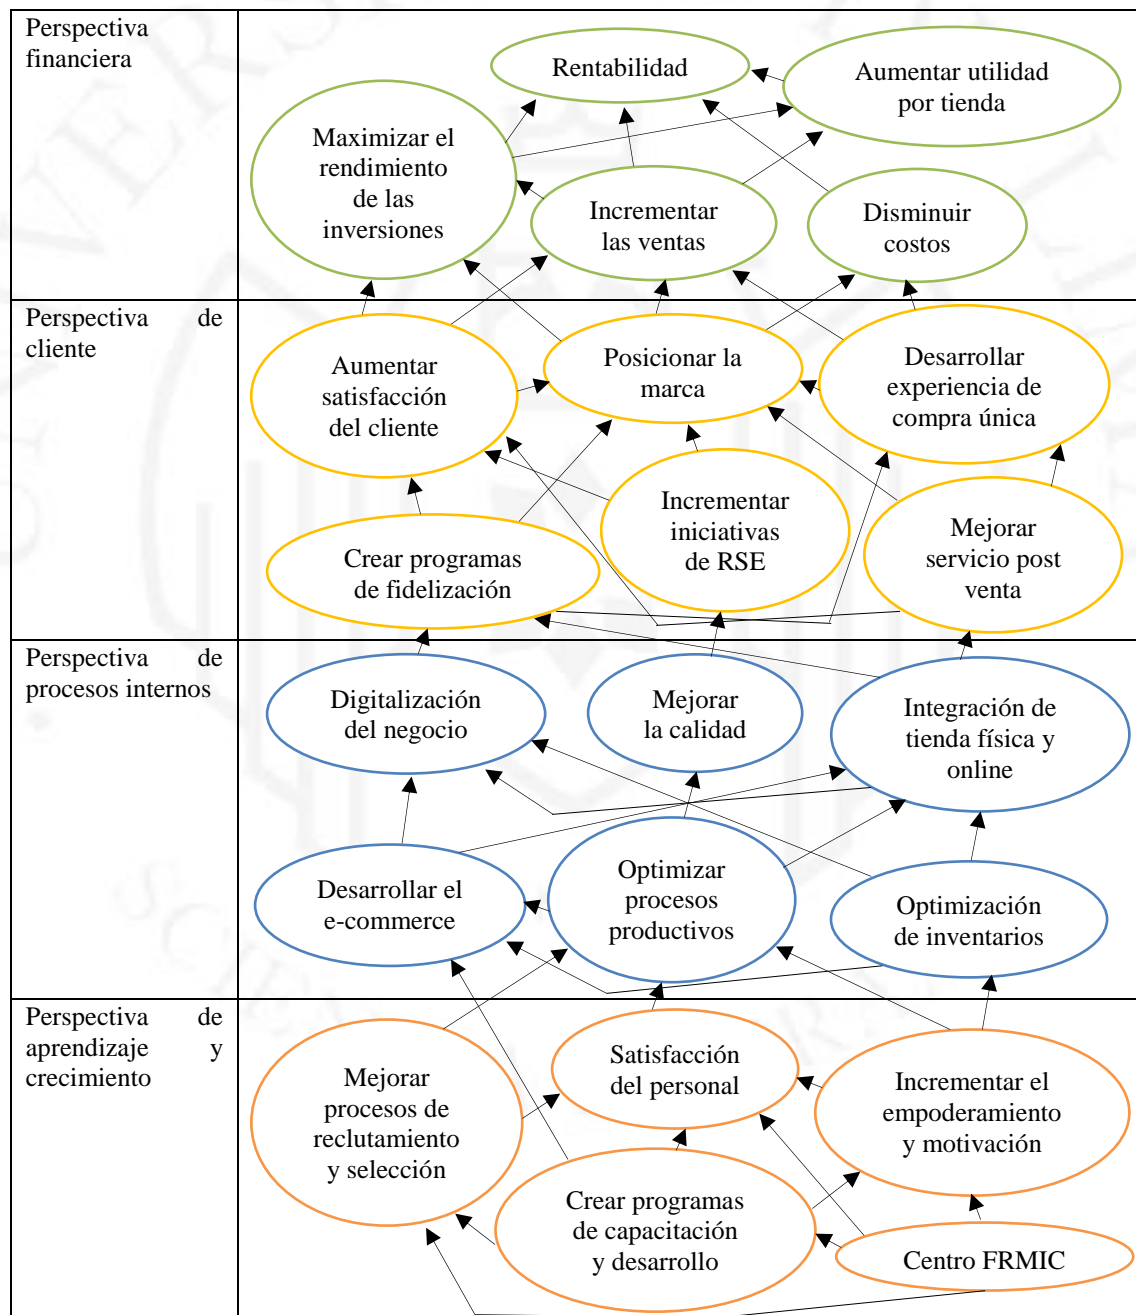 Perspectiva
financiera
Rentabilidad
Aumentar utilidad
por tienda
Maximizar el
rendimiento
de las
inversiones
Incrementar
las ventas
Disminuir
costos
Perspectiva de
cliente
Aumentar
satisfacción
del cliente
Posicionar la
marca
Desarrollar
experiencia de
compra única
Crear programas
de fidelización
Incrementar
iniciativas
de RSE
Mejorar
servicio post
venta
Perspectiva de
procesos internos
Digitalización
del negocio
Mejorar
la calidad
Integración de
tienda física y
online
Desarrollar el
e-commerce
Optimizar
procesos
productivos
Optimización
de inventarios
Perspectiva de
aprendizaje y
crecimiento
Mejorar
procesos de
reclutamiento
y selección
Satisfacción
del personal
Incrementar el
empoderamiento
y motivación
Crear programas
de capacitación
y desarrollo
Centro FRMIC